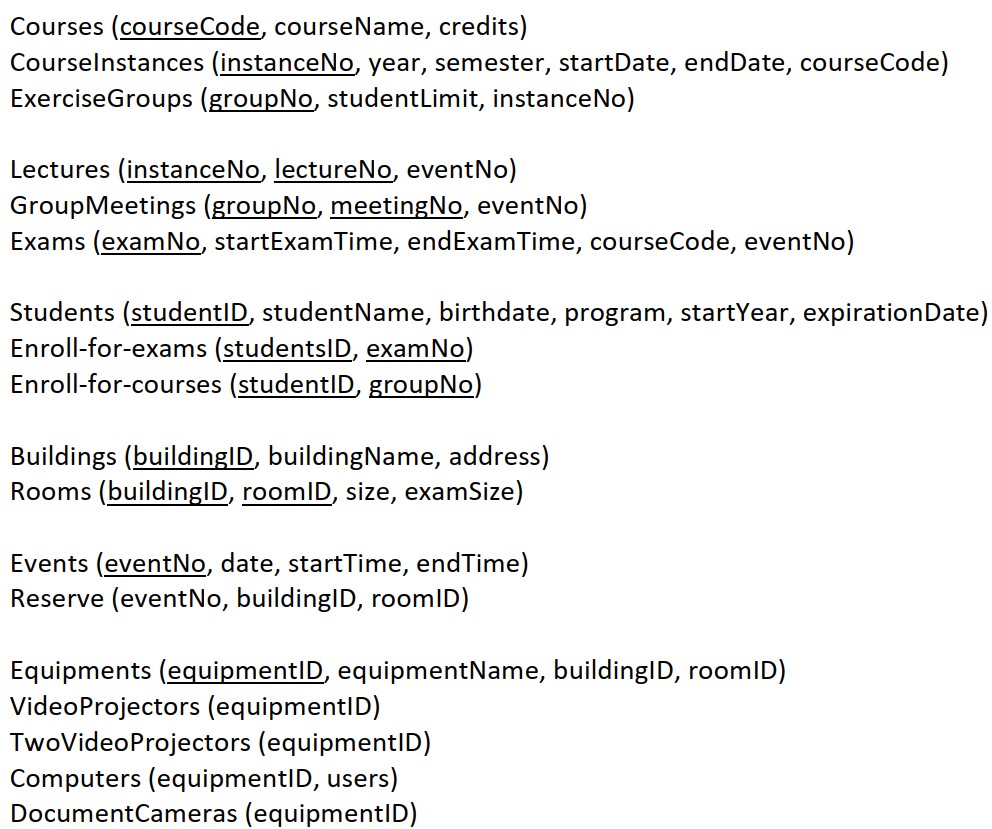 Courses (courseCode, courseName, credits)
CourseInstances (instanceNo, year, semester, startDate, endDate, courseCode)
ExerciseGroups (groupNo, studentLimit, instanceNo)
Lectures (instanceNo, lectureNo, eventNo)
GroupMeetings (groupNo, meetingNo, eventNo)
Exams (examNo, startExamTime, endExamTime, courseCode, eventNo)
Students (studentID, studentName, birthdate, program, startYear, expirationDate)
Enroll-for-exams (studentsID, examNo)
Enroll-for-courses (studentID, groupNo)
Buildings (buildingID, buildingName, address)
Rooms (buildingID, roomID, size, examSize)
Events (eventNo, date, startTime, endTime)
Reserve (eventNo, buildingID, roomID)
Equipments (equipmentID, equipmentName, buildingID, roomID)
VideoProjectors (equipmentID)
TwoVideoProjectors (equipmentID)
Computers (equipmentID, users)
DocumentCameras (equipmentID)